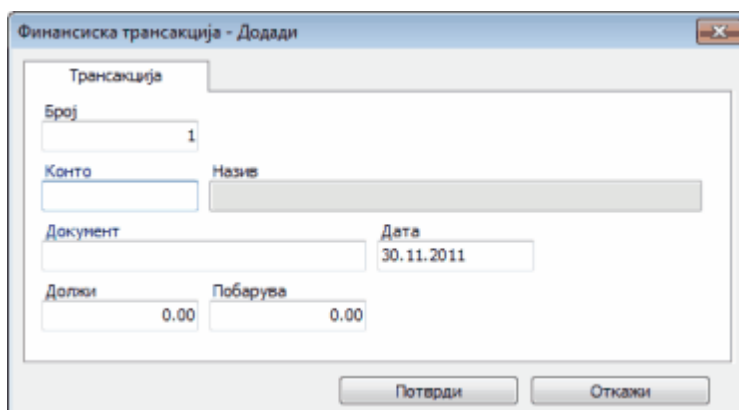 Финансиска трансакција - Додади
Трансакција
Број
1
Конто Назив
Документ Дата
30.11.2011
Должи Побарува
0.00 0.00
Потврди Откажи